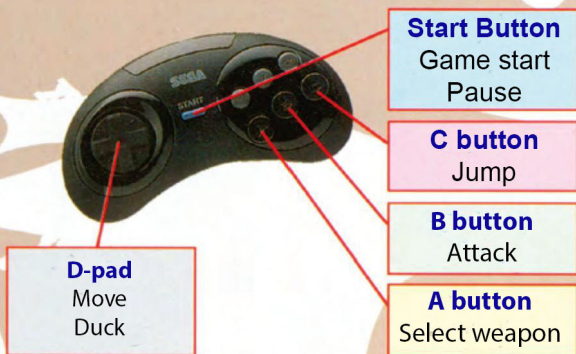 SEGA
START
Start Button
Game start
Pause
C button
Jump
B button
Attack
A button
Select weapon
D-pad
Move
Duck